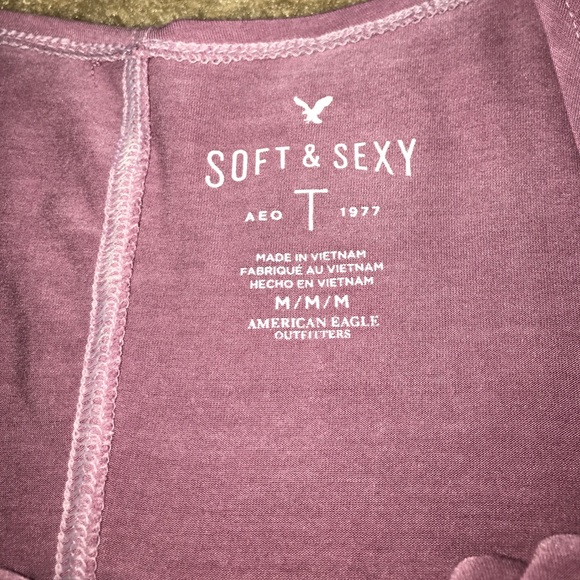 SOFT & SEXY
AEO T 1977
MADE IN VIETNAM
FABRIQUÉ AU VIETNAM
HECHO EN VIETNAM
M/M/M
AMERICAN EAGLE
OUTFITTERS